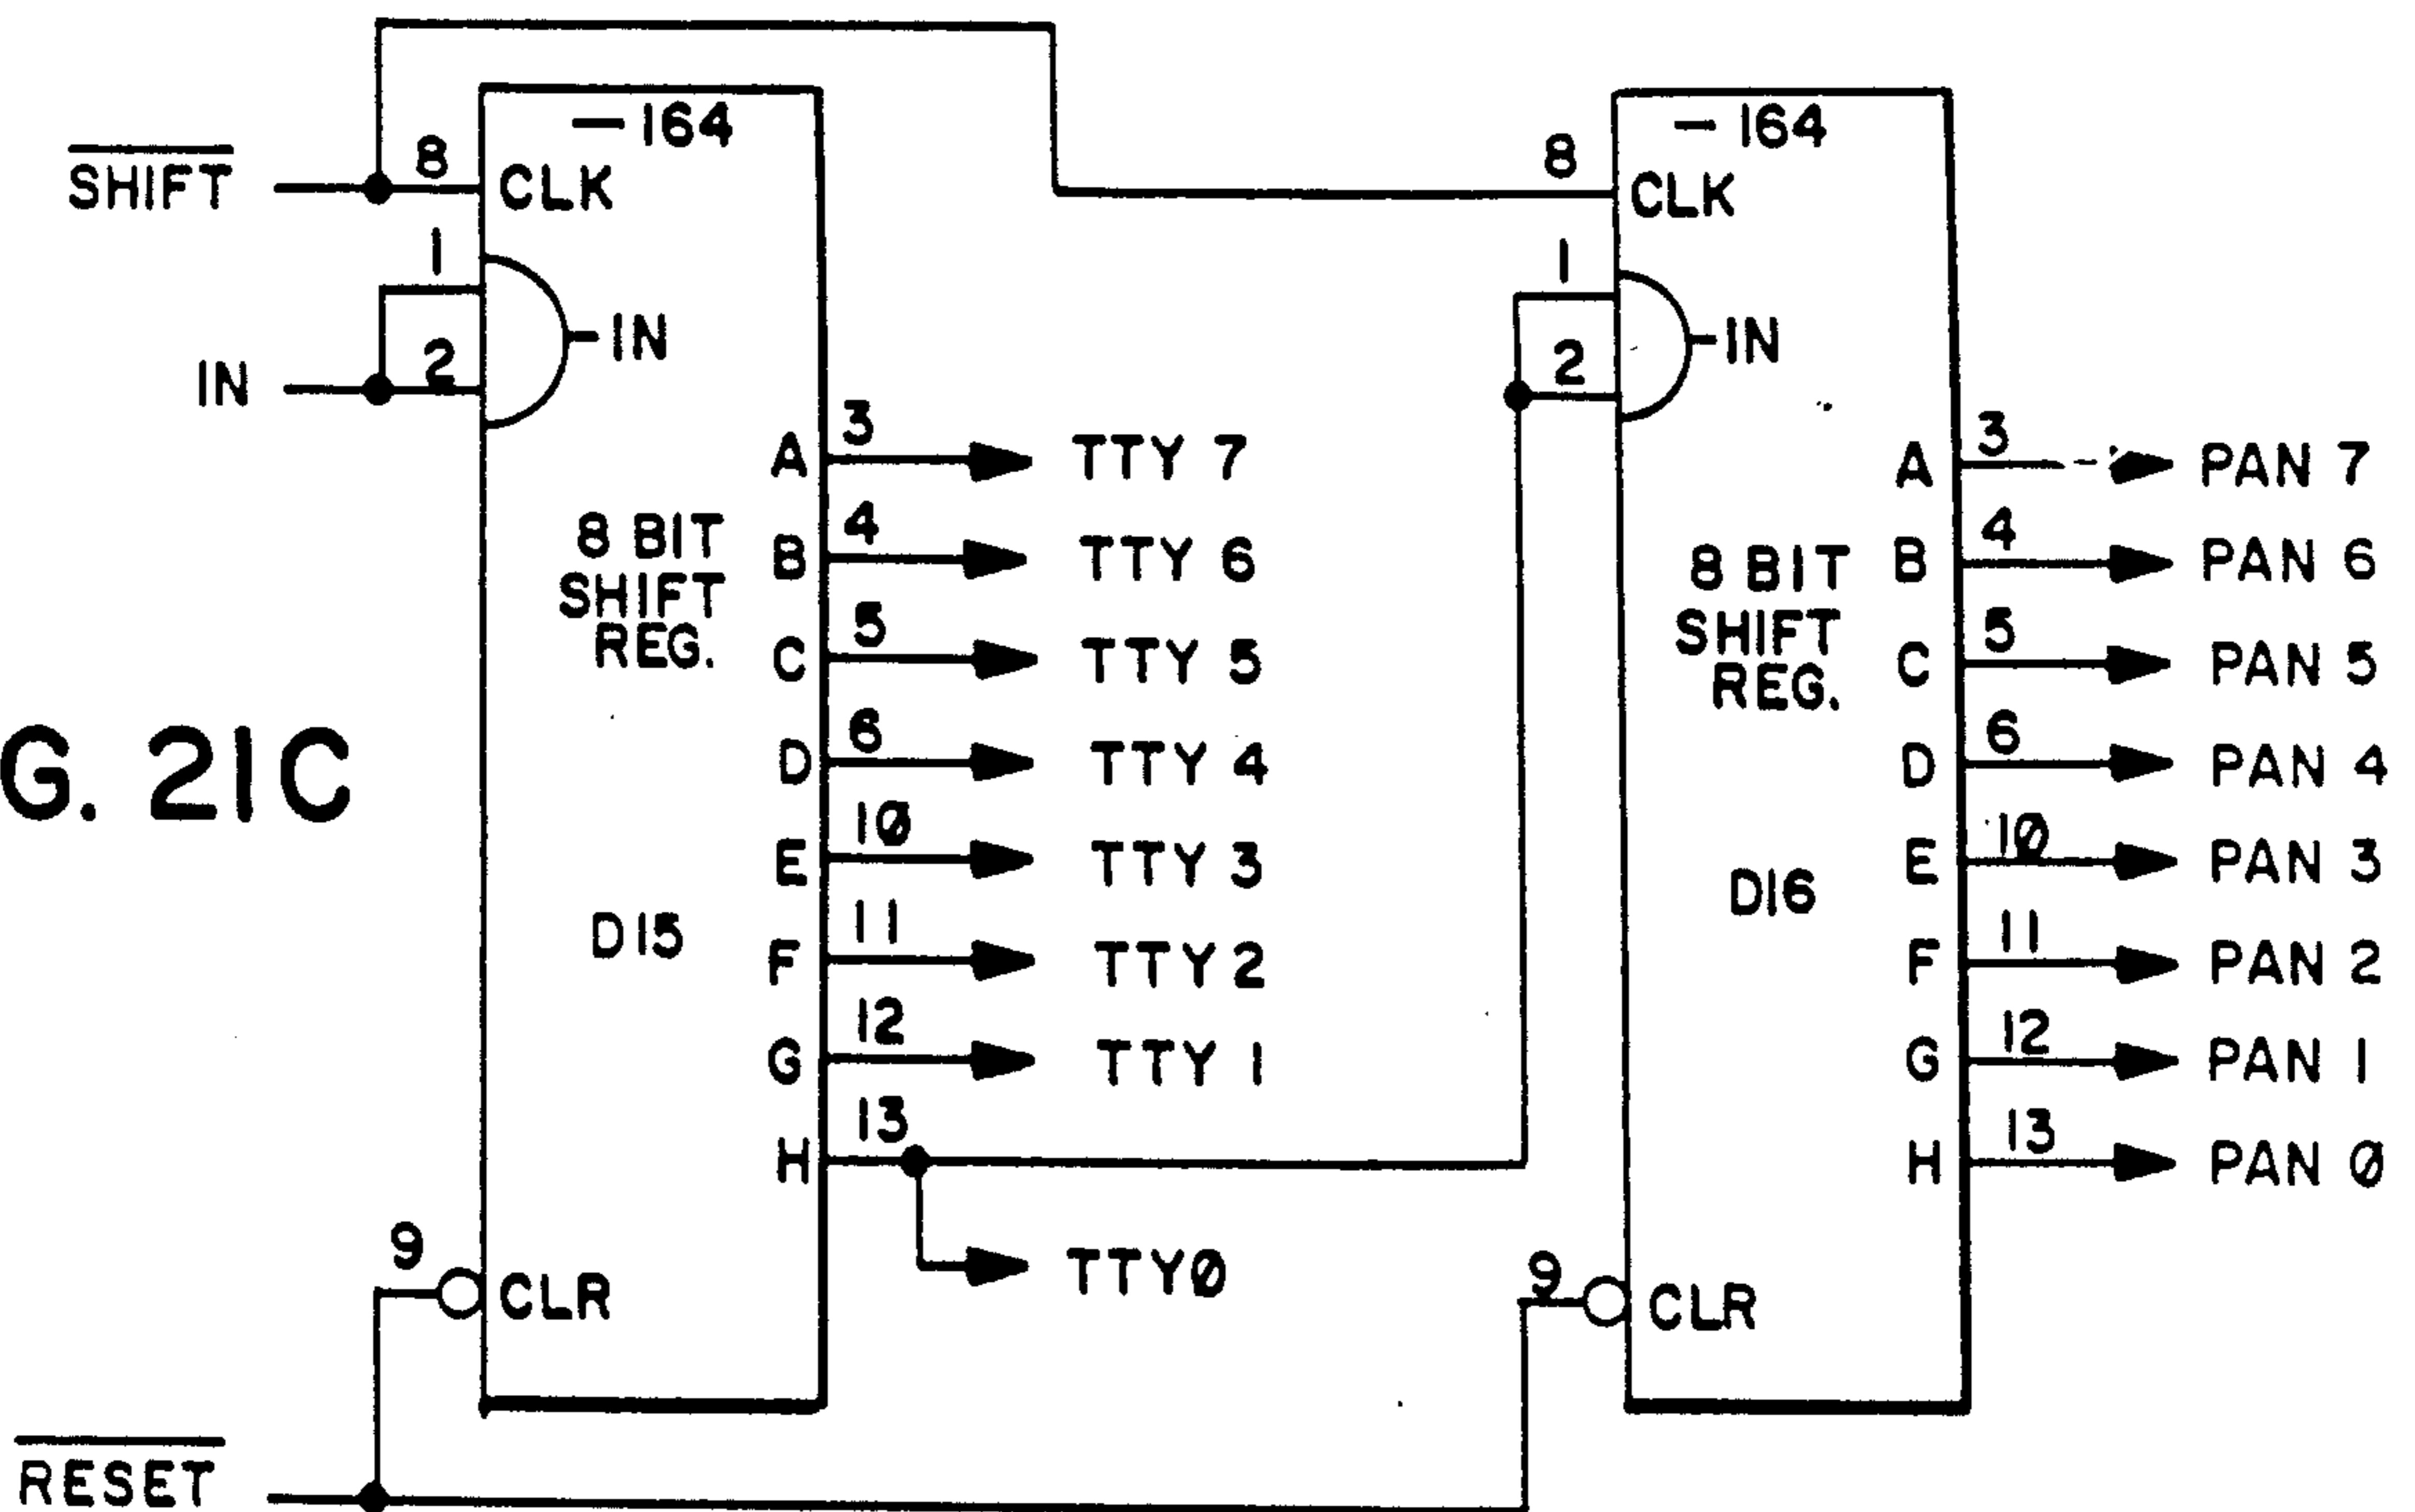 SHIFT
8
CLK
-164
1
2
IN
-IN
8 BIT
SHIFT
REG.
D15
A 3 TTY 7
B 4 TTY 6
C 5 TTY 5
D 6 TTY 4
E 10 TTY 3
F 11 TTY 2
G 12 TTY 1
H 13
TTY0
9
CLR
RESET
G. 21C
8
CLK
-164
1
2
-IN
8 BIT
SHIFT
REG.
D16
A 3 PAN 7
B 4 PAN 6
C 5 PAN 5
D 6 PAN 4
E 10 PAN 3
F 11 PAN 2
G 12 PAN 1
H 13 PAN 0
9
CLR